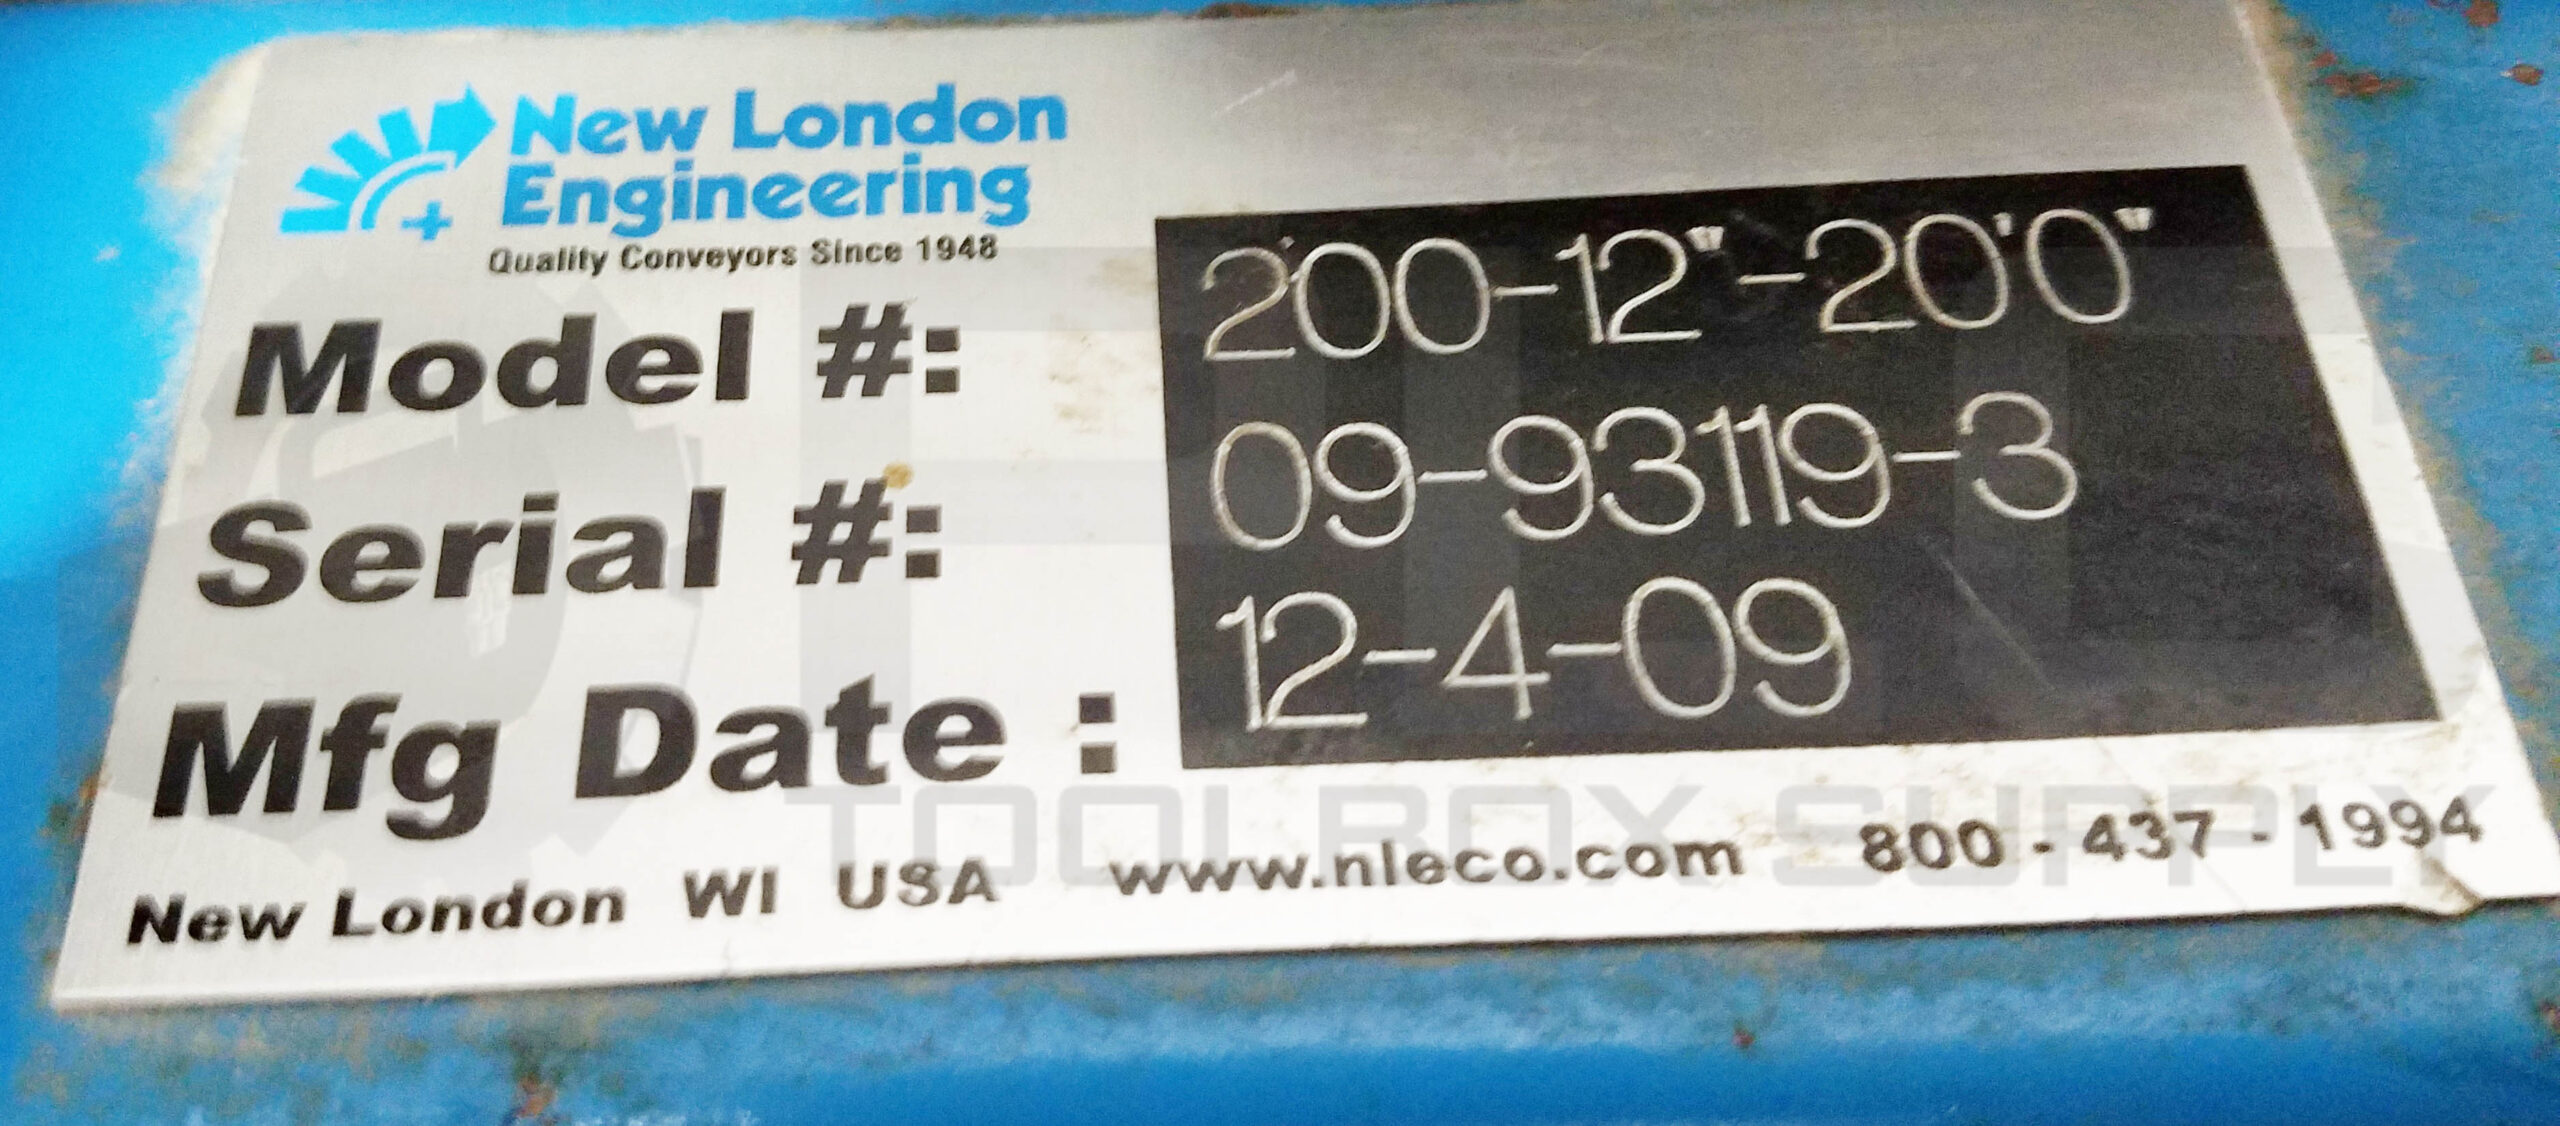 New London
Engineering
Quality Conveyors Since 1948
Model #: 200-12"-20'0"
Serial #: 09-93119-3
Mfg Date : 12-4-09
New London WI USA www.nleco.com 800-437-1994
TOOLBOX SUPPLY